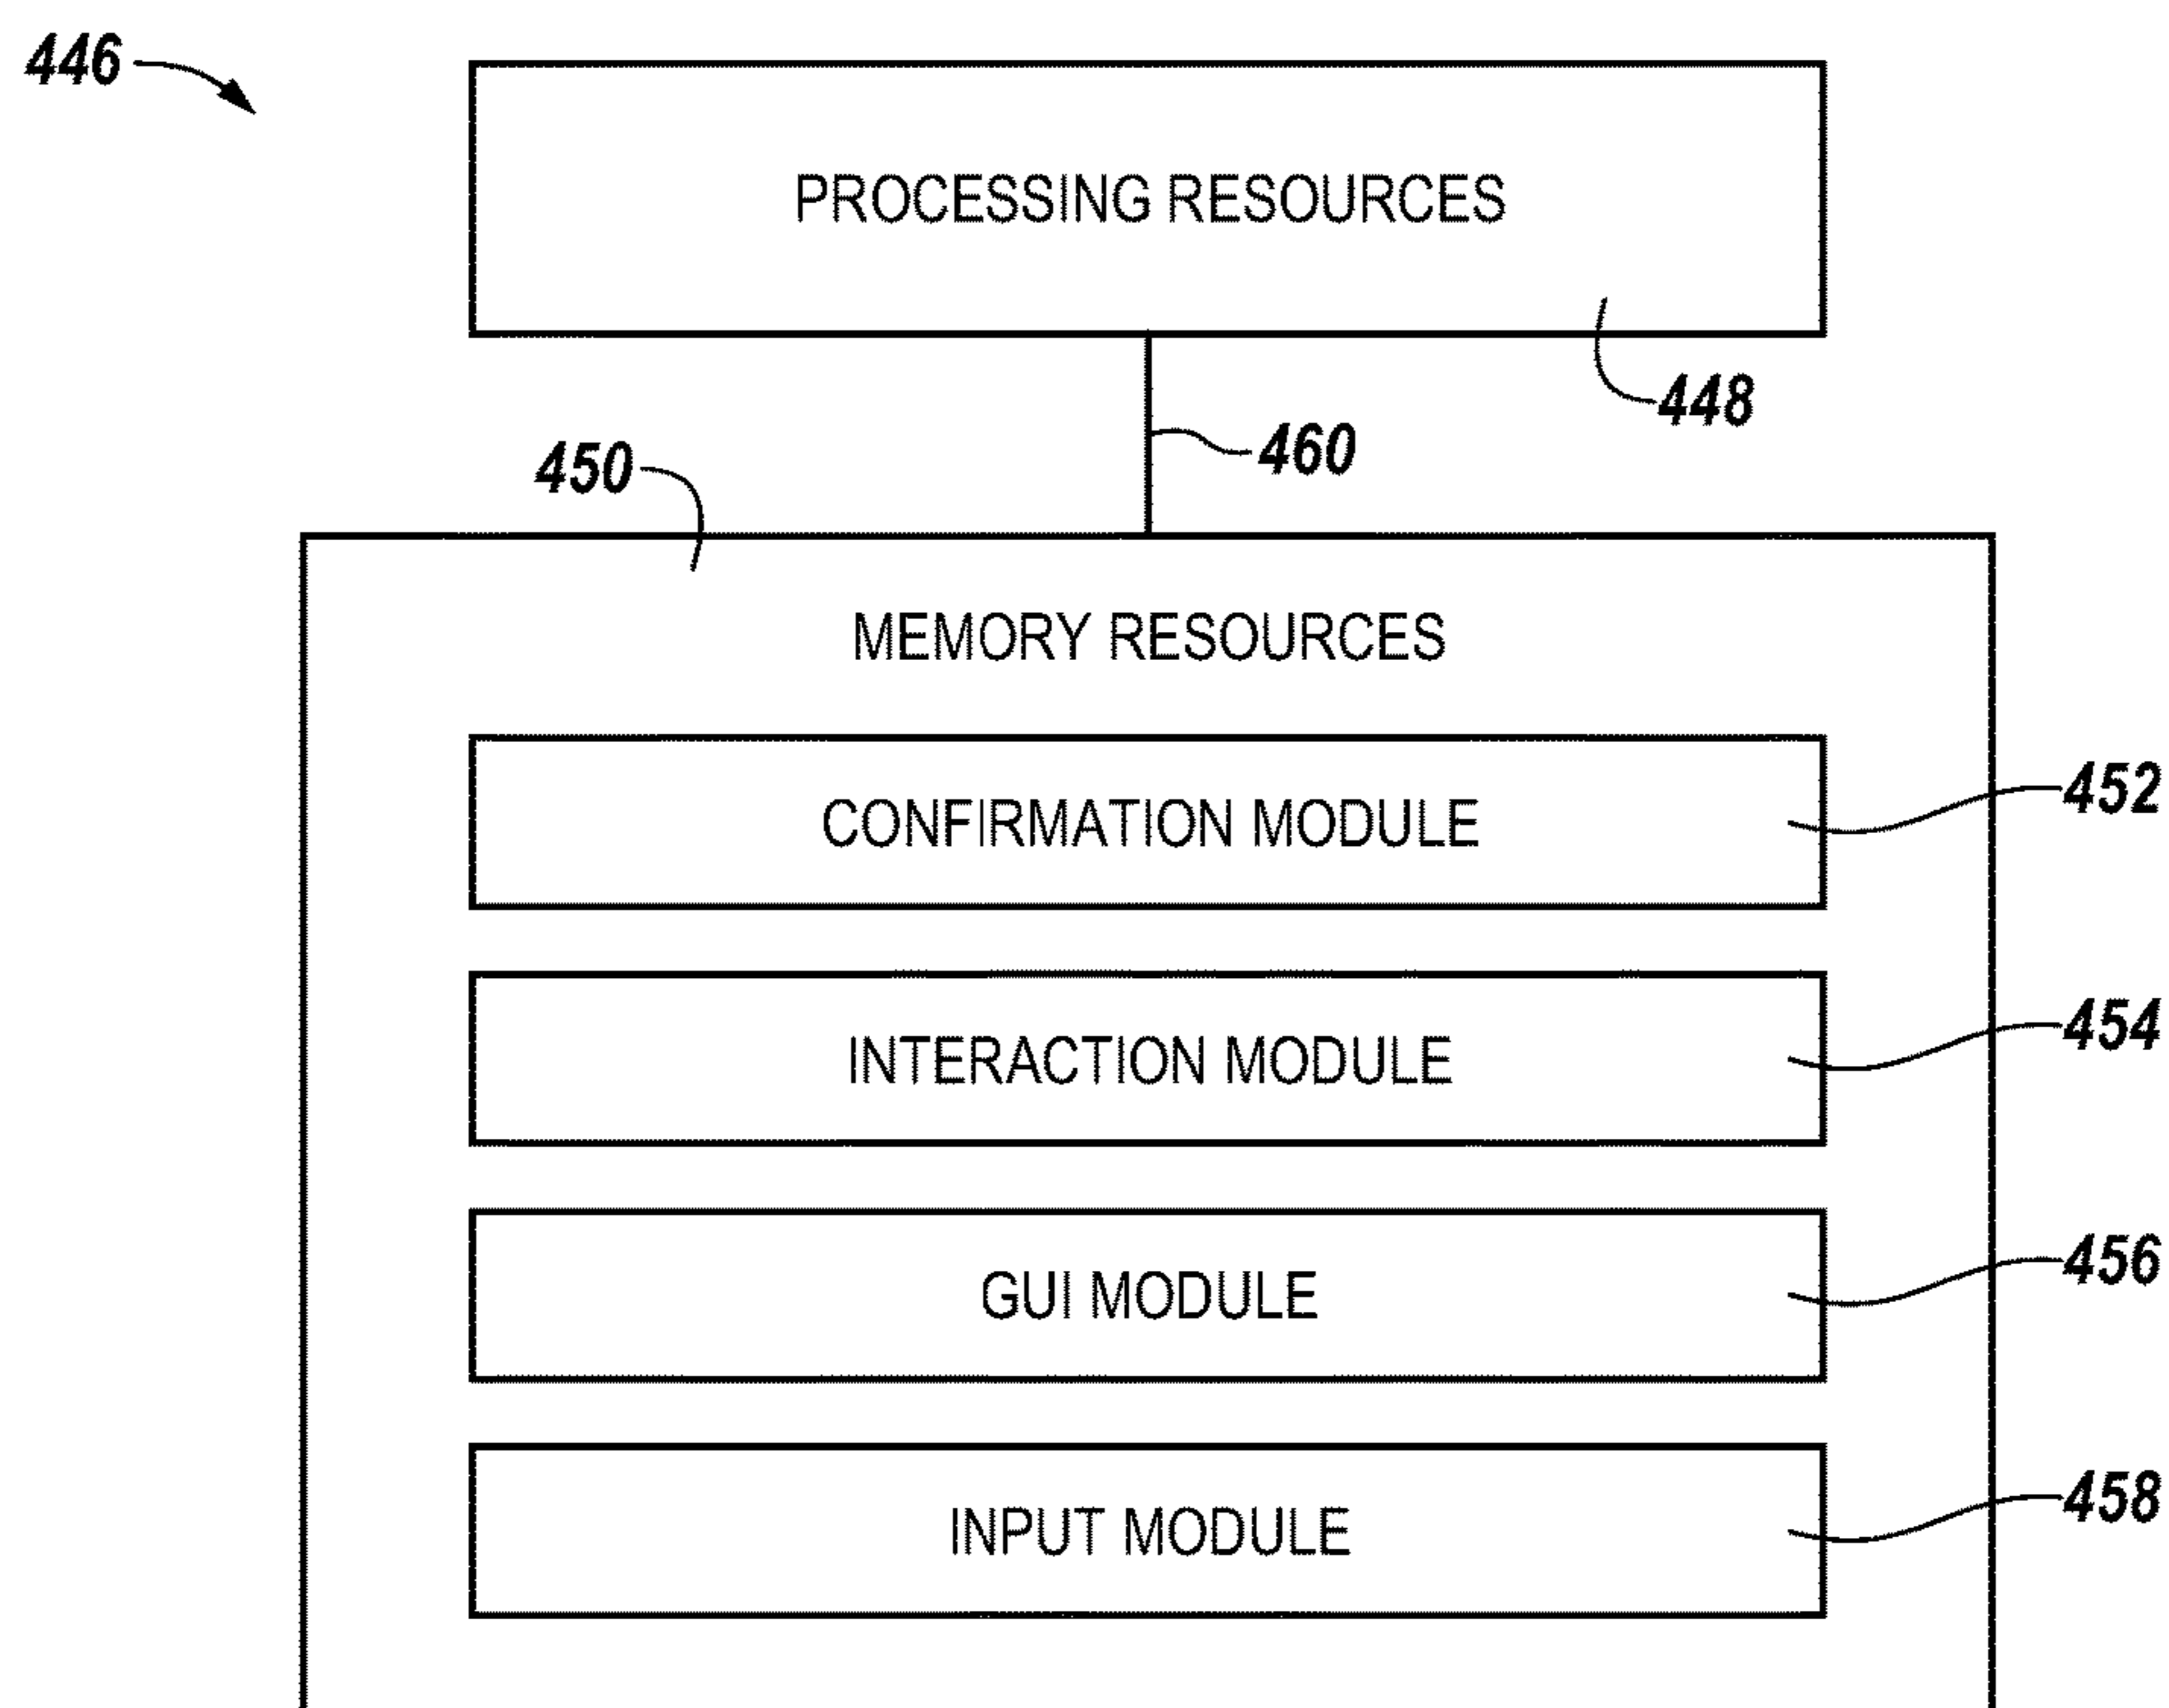 446
PROCESSING RESOURCES
448
460
450
MEMORY RESOURCES
CONFIRMATION MODULE
452
INTERACTION MODULE
454
GUI MODULE
456
INPUT MODULE
458